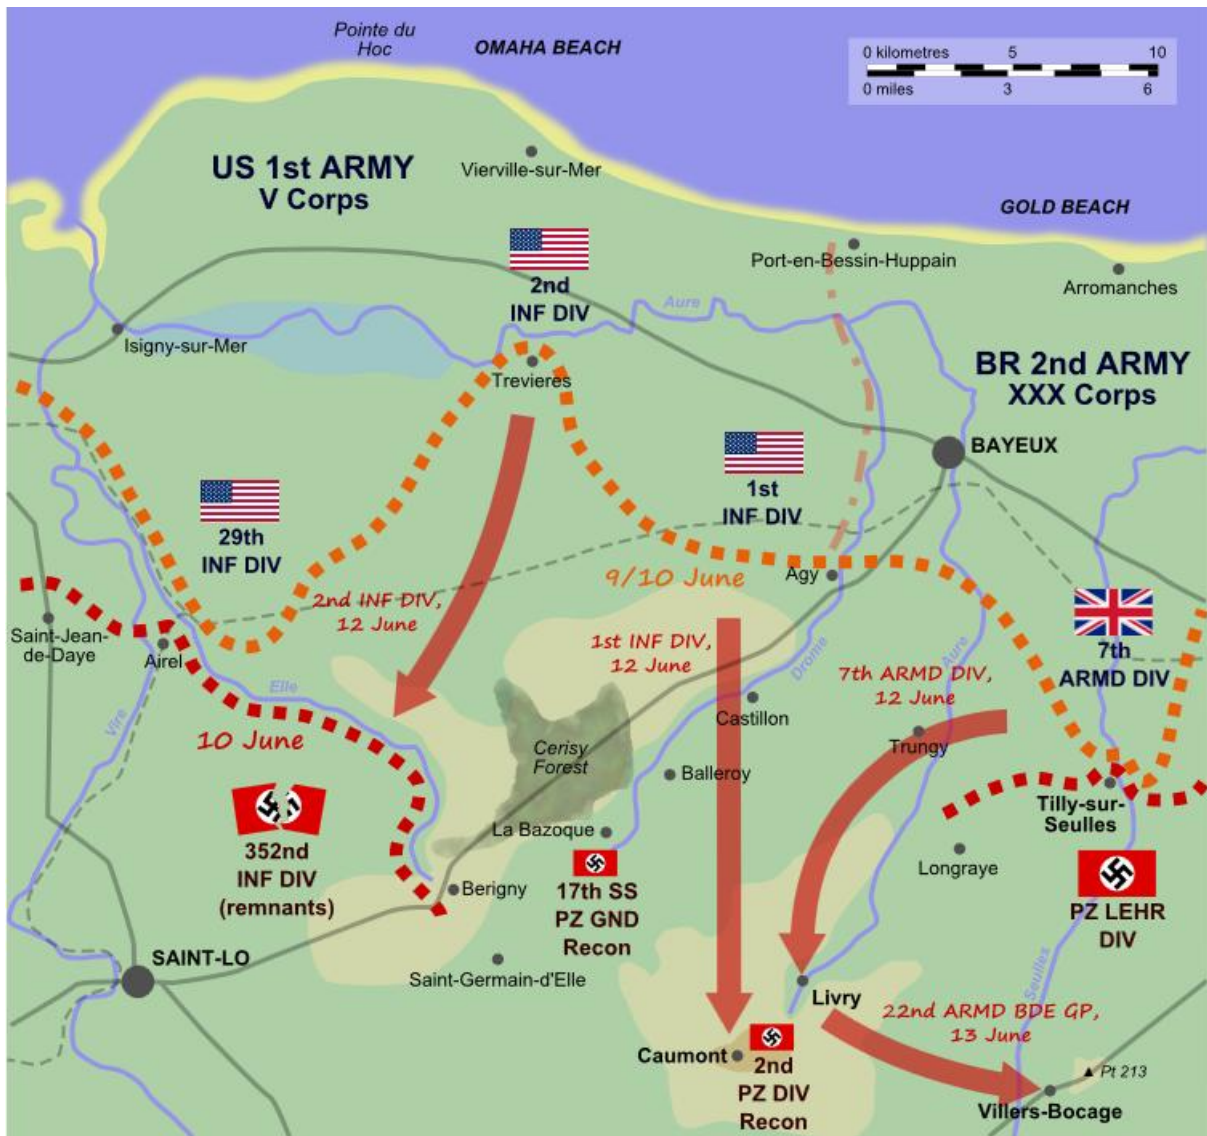 Pointe du
Hoc
OMAHA BEACH
0 kilometres 5 10
0 miles 3 6
US 1st ARMY
V Corps
Vierville-sur-Mer
GOLD BEACH
2nd
INF DIV
Port-en-Bessin-Huppain
Arromanches
Aure
Isigny-sur-Mer
Trevieres
BR 2nd ARMY
XXX Corps
BAYEUX
29th
INF DIV
1st
INF DIV
9/10 June
Agy
2nd INF DIV,
12 June
1st INF DIV,
12 June
Saint-Jean-
de-Daye
Airel
Elle
Vire
10 June
Drome
Aure
7th ARMD DIV,
12 June
7th
ARMD DIV
Castillon
Trungy
Cerisy
Forest
Balleroy
Tilly-sur-
Seulles
La Bazoque
Longraye
352nd
INF DIV
(remnants)
Berigny
17th SS
PZ GND
Recon
PZ LEHR
DIV
SAINT-LO
Saint-Germain-d'Elle
Livry
Seulles
22nd ARMD BDE GP,
13 June
Caumont
2nd
PZ DIV
Recon
Pt 213
Villers-Bocage